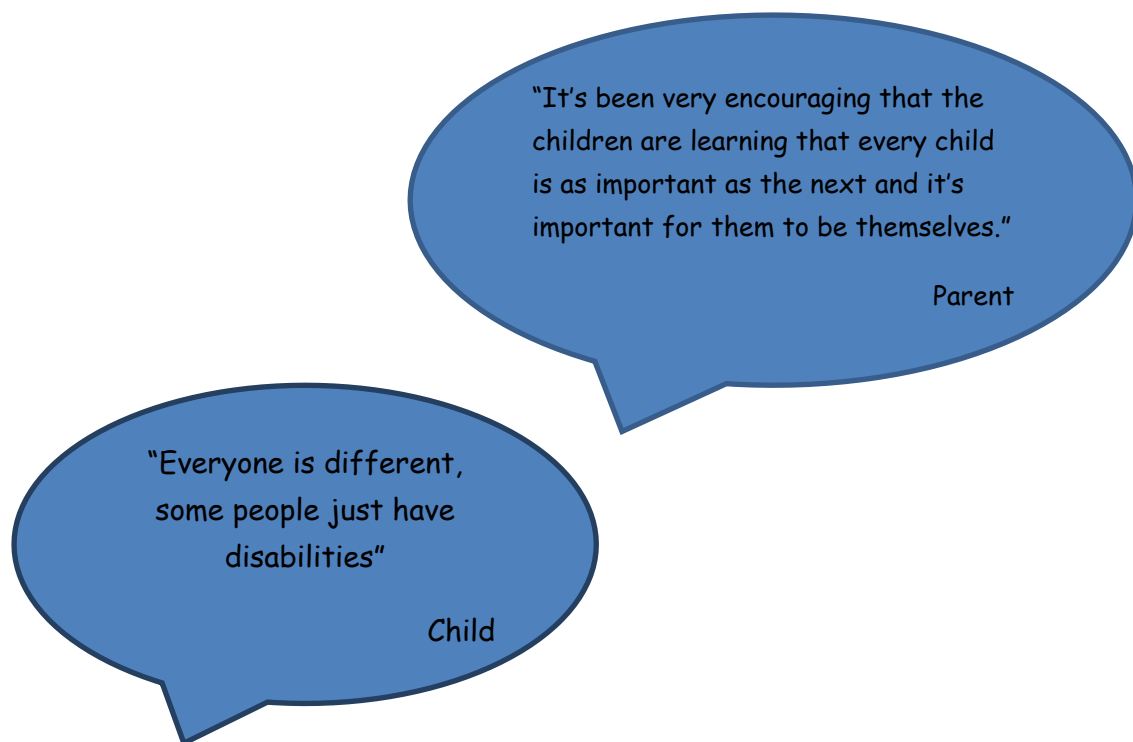 “It’s been very encouraging that the
children are learning that every child
is as important as the next and it’s
important for them to be themselves.”
Parent
“Everyone is different,
some people just have
disabilities”
Child